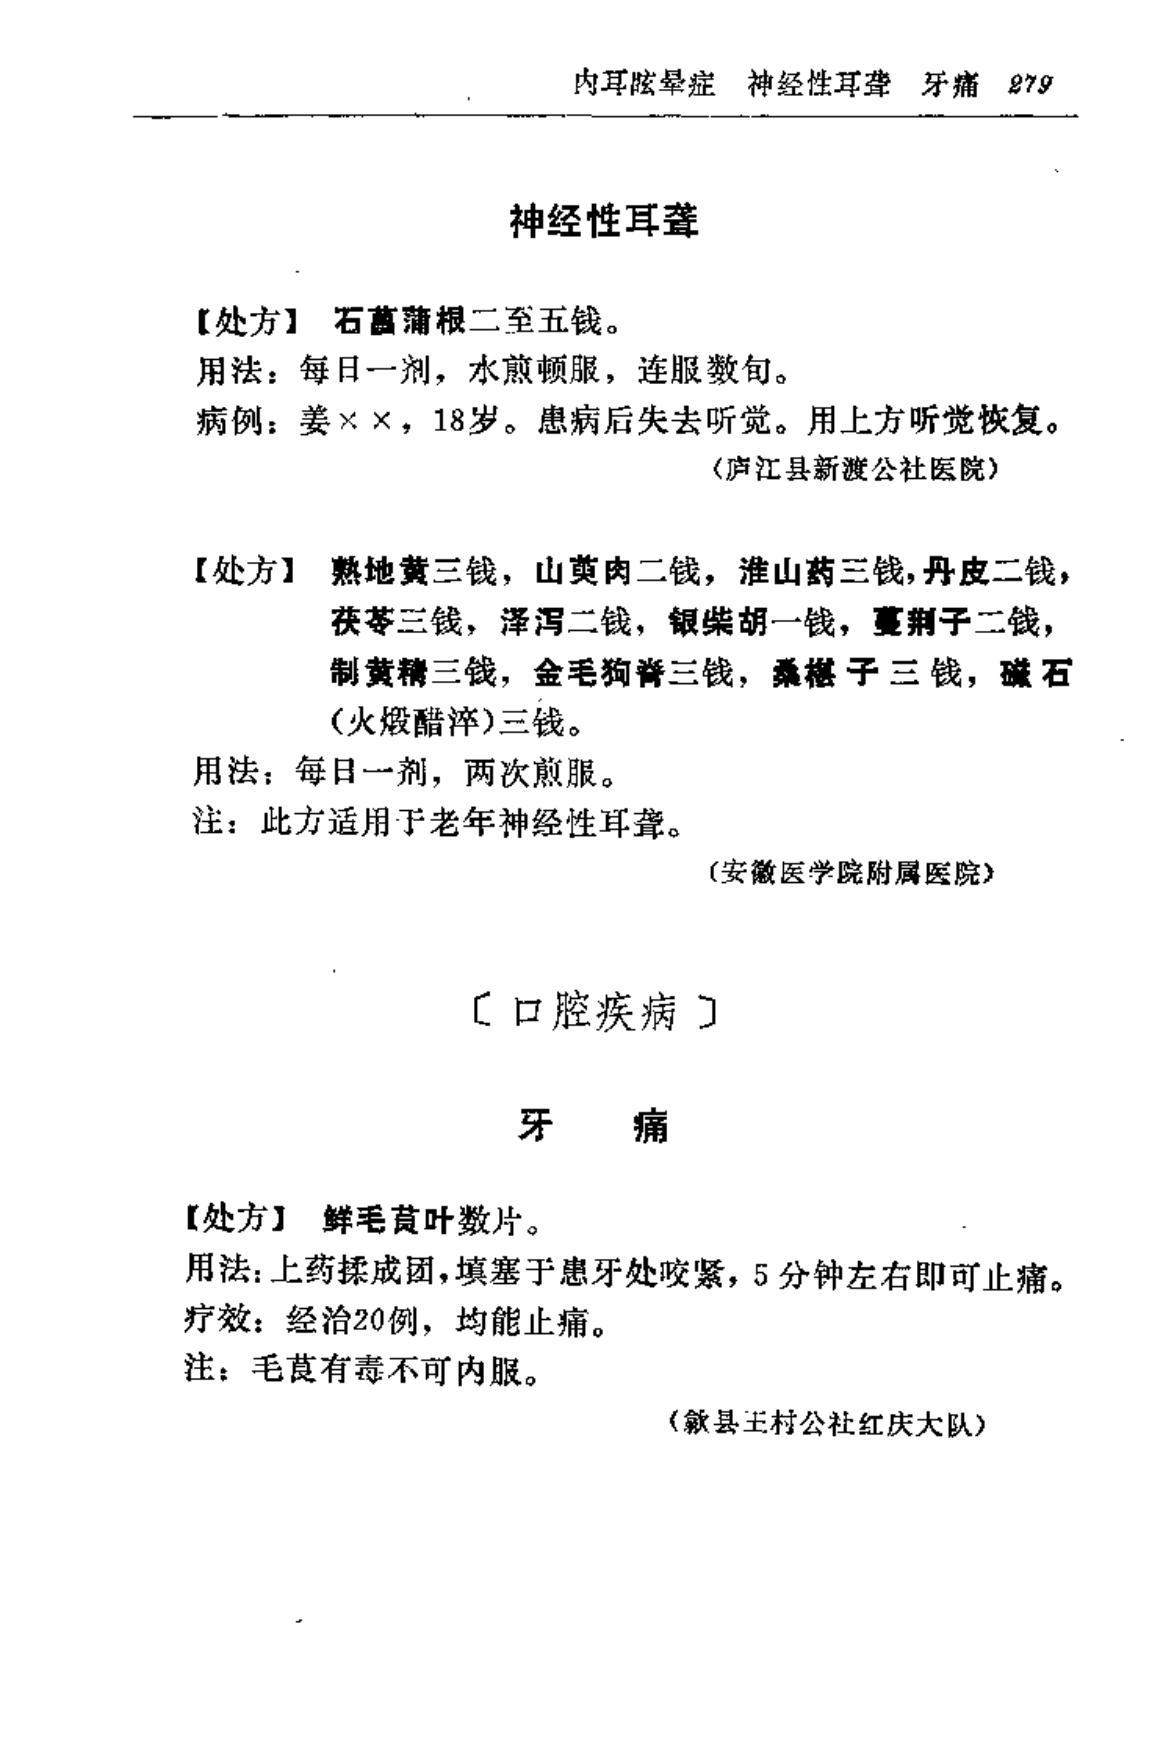 内耳眩晕症 神经性耳聋 牙痛 279
神经性耳聋
【处方】 石菖蒲根二至五钱。
用法：每日一剂，水煎顿服，连服数旬。
病例：姜××，18岁。患病后失去听觉。用上方听觉恢复。
（庐江县新渡公社医院）
【处方】 熟地黄三钱，山萸肉二钱，淮山药三钱，丹皮二钱，
茯苓三钱，泽泻二钱，银柴胡一钱，蔓荆子二钱，
制黄精三钱，金毛狗脊三钱，桑椹子三钱，磁石
（火煅醋淬）三钱。
用法：每日一剂，两次煎服。
注：此方适用于老年神经性耳聋。
（安徽医学院附属医院）
〔口腔疾病〕
牙 痛
【处方】 鲜毛茛叶数片。
用法：上药揉成团，填塞于患牙处咬紧，5分钟左右即可止痛。
疗效：经治20例，均能止痛。
注：毛茛有毒不可内服。
（歙县王村公社红庆大队）